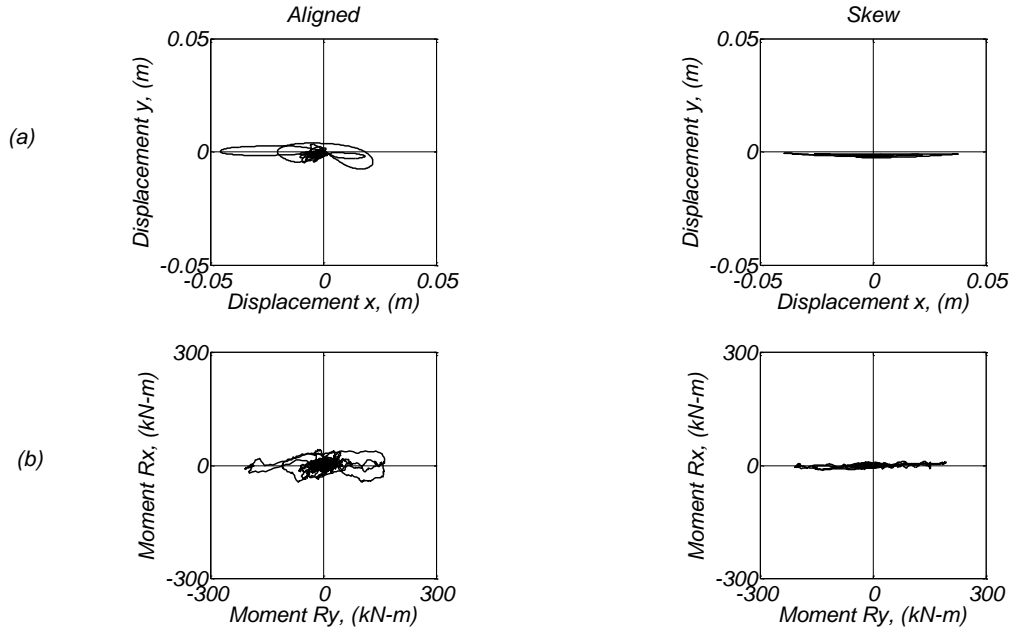 Aligned
Skew
(a)
0.05
0
-0.05
-0.05
0
0.05
Displacement y, (m)
Displacement x, (m)
0.05
0
-0.05
-0.05
0
0.05
Displacement y, (m)
Displacement x, (m)
(b)
300
0
-300
-300
0
300
Moment Rx, (kN-m)
Moment Ry, (kN-m)
300
0
-300
-300
0
300
Moment Rx, (kN-m)
Moment Ry, (kN-m)